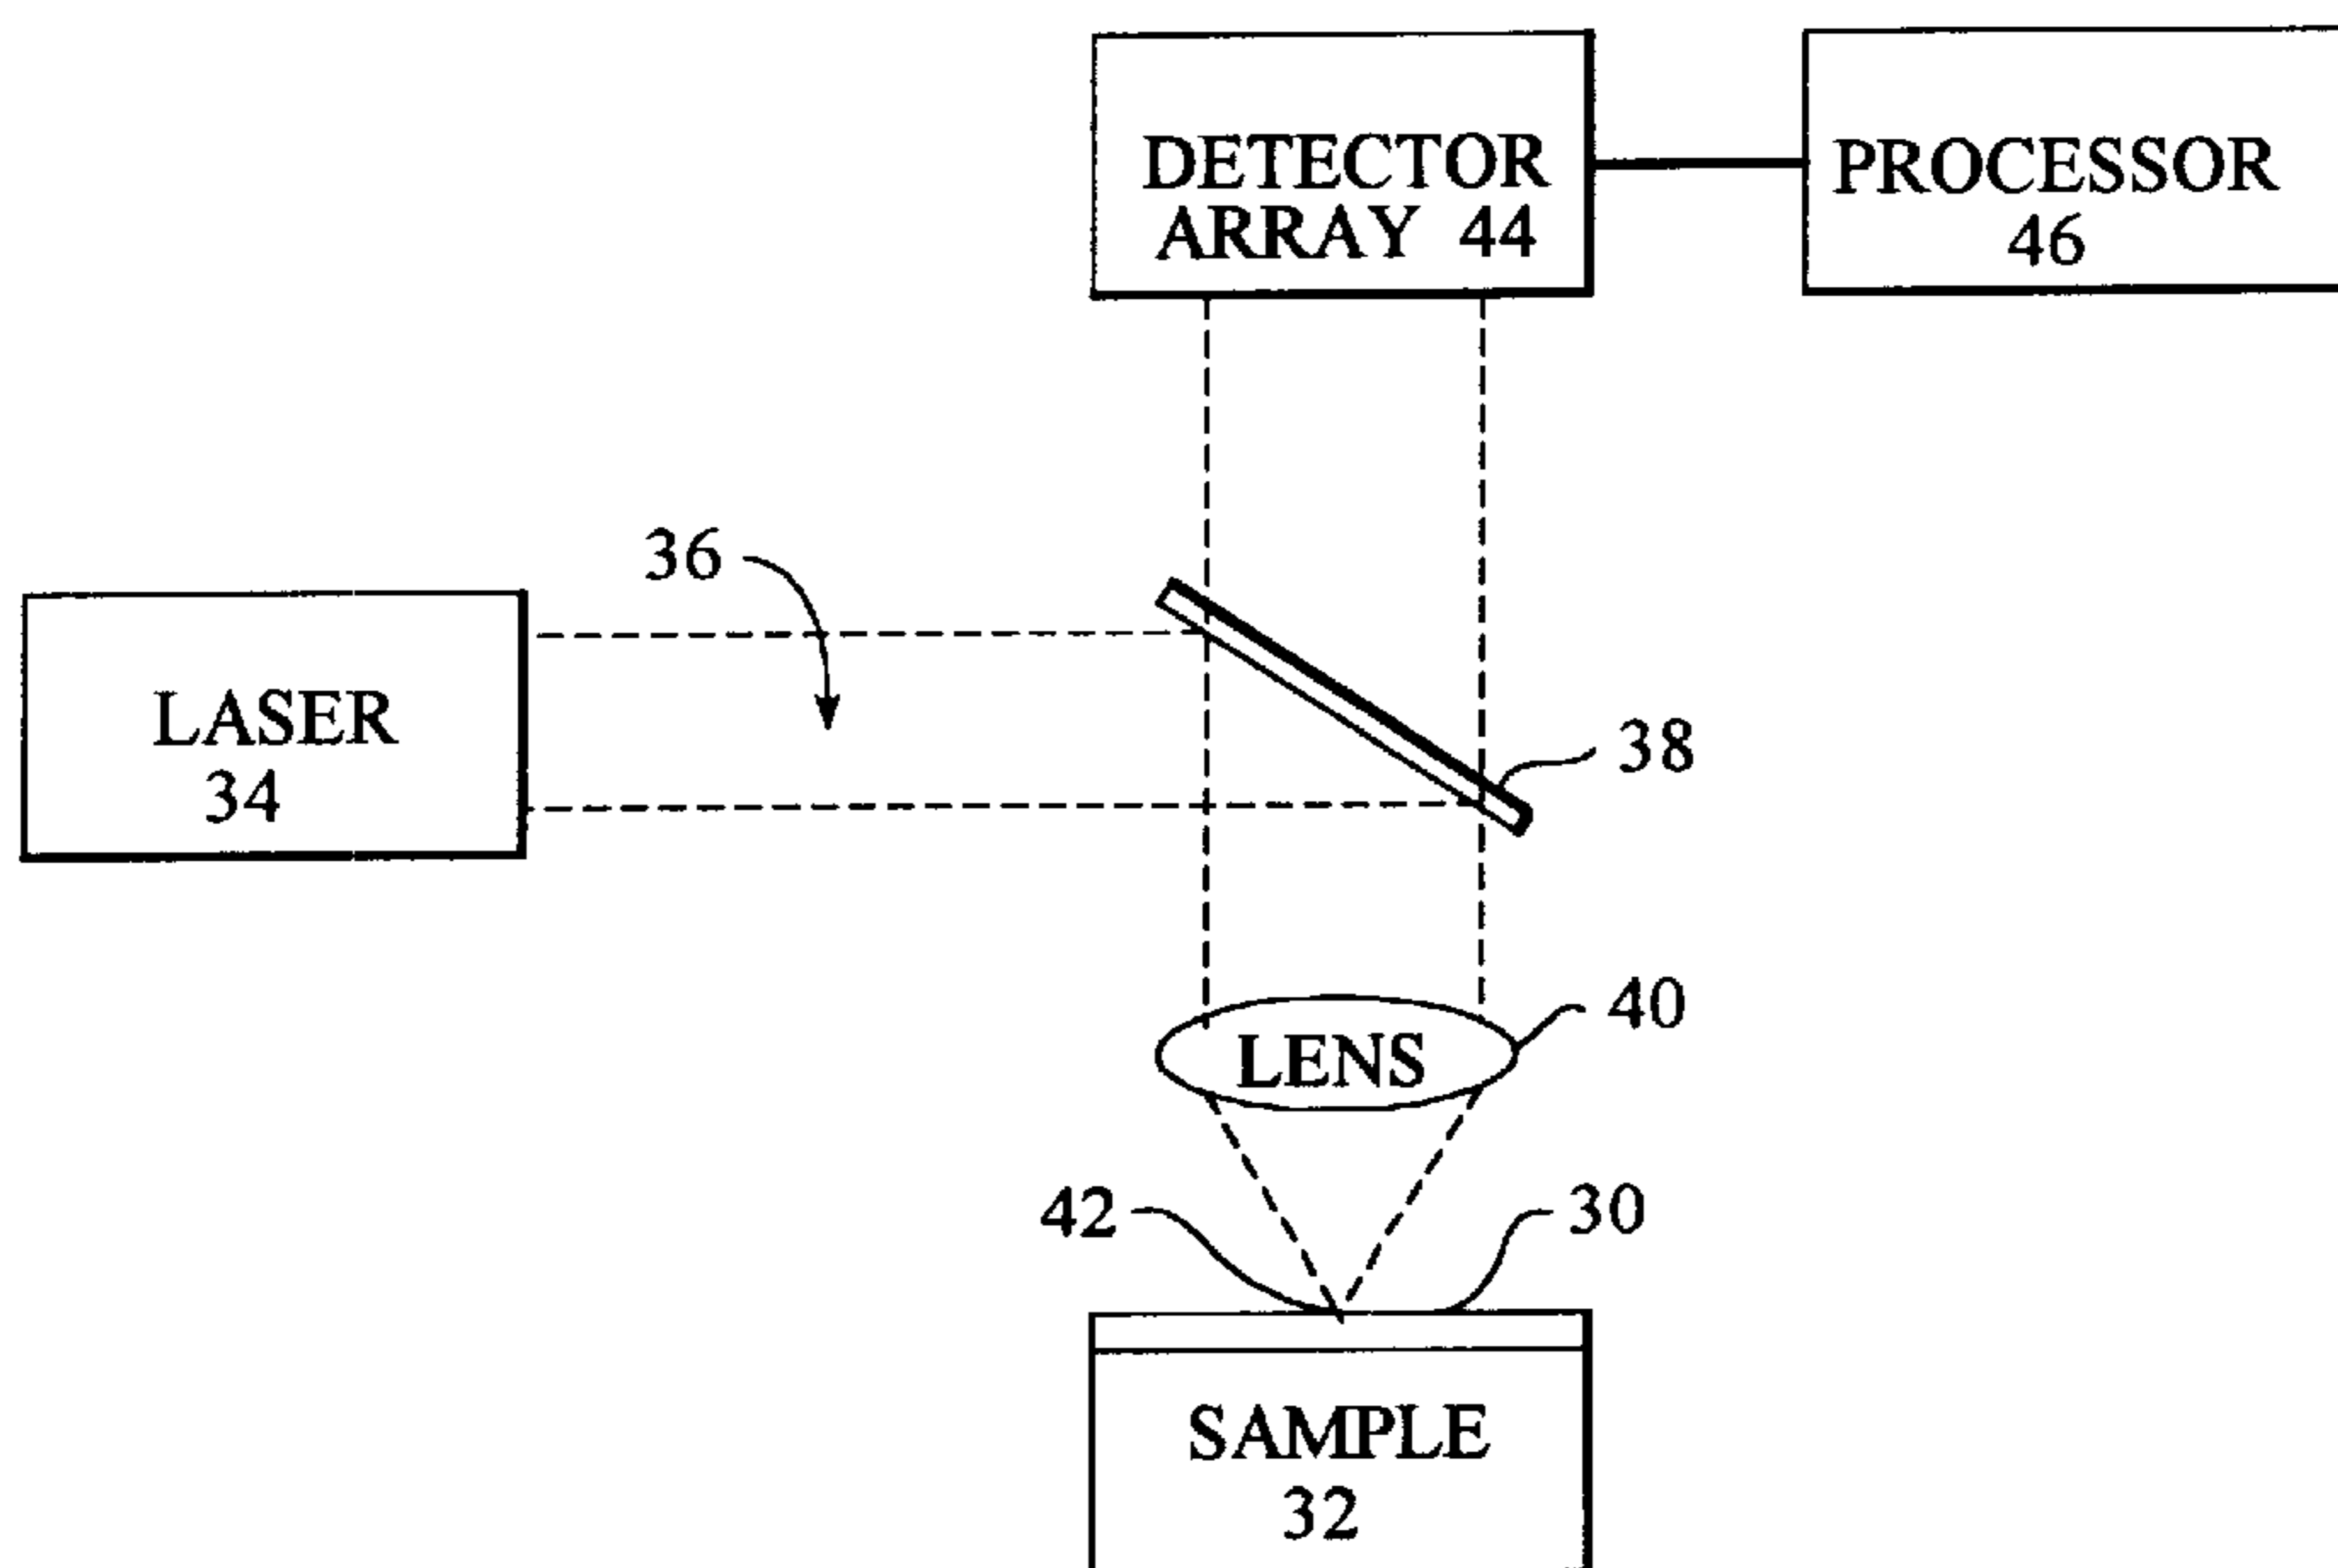 DETECTOR
ARRAY 44
PROCESSOR
46
36
LASER
34
38
LENS
40
42
30
SAMPLE
32